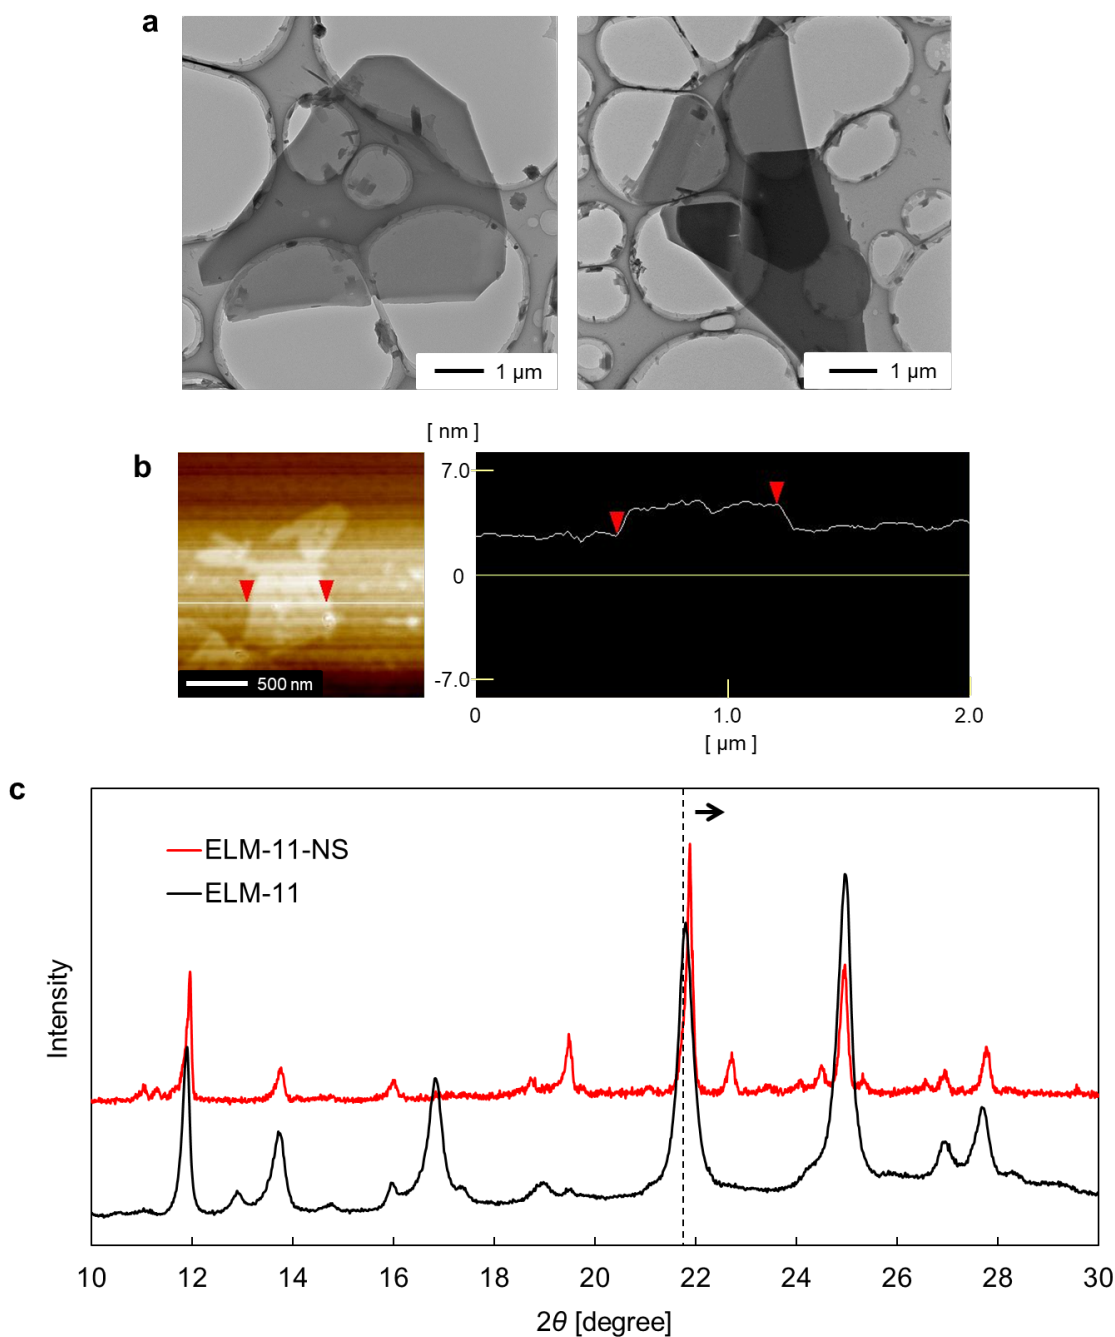 a
1 μm
1 μm
b
[ nm ]
7.0
0
-7.0
500 nm
0
1.0
2.0
[ μm ]
c
ELM-11-NS
ELM-11
Intensity
10
12
14
16
18
20
22
24
26
28
30
2θ [degree]